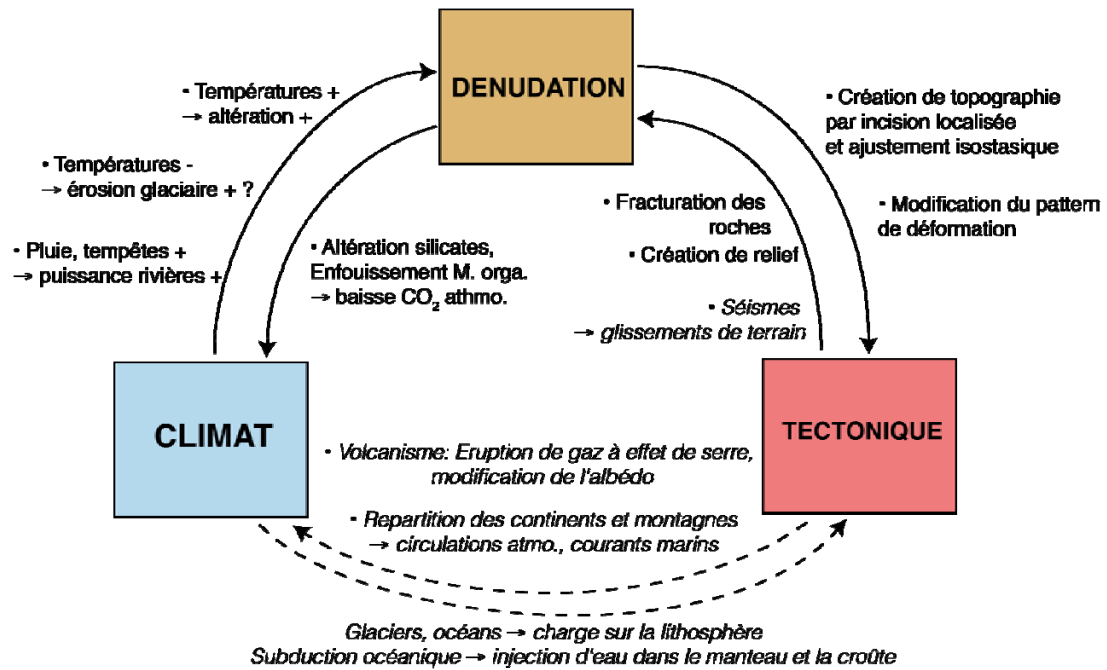 DENUDATION
• Températures +
→ altération +
• Températures -
→ érosion glaciaire + ?
• Pluie, tempêtes +
→ puissance rivières +
• Altération silicates,
Enfouissement M. orga.
→ baisse CO₂ athmo.
• Création de topographie
par incision localisée
et ajustement isostasique
• Modification du pattern
de déformation
• Fracturation des
roches
• Création de relief
• Séismes
→ glissements de terrain
CLIMAT
TECTONIQUE
• Volcanisme: Eruption de gaz à effet de serre,
modification de l'albédo
• Repartition des continents et montagnes
→ circulations atmo., courants marins
Glaciers, océans → charge sur la lithosphère
Subduction océanique → injection d'eau dans le manteau et la croûte